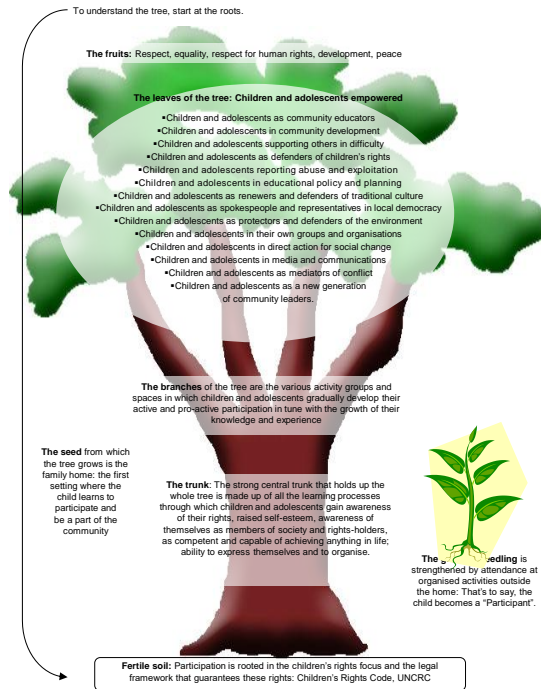 To understand the tree, start at the roots.
The fruits: Respect, equality, respect for human rights, development, peace
The leaves of the tree: Children and adolescents empowered
▪Children and adolescents as community educators
▪Children and adolescents in community development
▪Children and adolescents supporting others in difficulty
▪Children and adolescents as defenders of children's rights
▪Children and adolescents reporting abuse and exploitation
▪Children and adolescents in educational policy and planning
▪Children and adolescents as renewers and defenders of traditional culture
▪Children and adolescents as spokespeople and representatives in local democracy
▪Children and adolescents as protectors and defenders of the environment
▪Children and adolescents in their own groups and organisations
▪Children and adolescents in direct action for social change
▪Children and adolescents in media and communications
▪Children and adolescents as mediators of conflict
▪Children and adolescents as a new generation
of community leaders.
The branches of the tree are the various activity groups and
spaces in which children and adolescents gradually develop their
active and pro-active participation in tune with the growth of their
knowledge and experience
The seed from which
the tree grows is the
family home: the first
setting where the
child learns to
participate and
be a part of the
community
The trunk: The strong central trunk that holds up the
whole tree is made up of all the learning processes
through which children and adolescents gain awareness
of their rights, raised self-esteem, awareness of
themselves as members of society and rights-holders,
as competent and capable of achieving anything in life;
ability to express themselves and to organise.
The is
strengthened by attendance at
organised activities outside
the home: That's to say, the
child becomes a "Participant".
Fertile soil: Participation is rooted in the children's rights focus and the legal
framework that guarantees these rights: Children's Rights Code, UNCRC